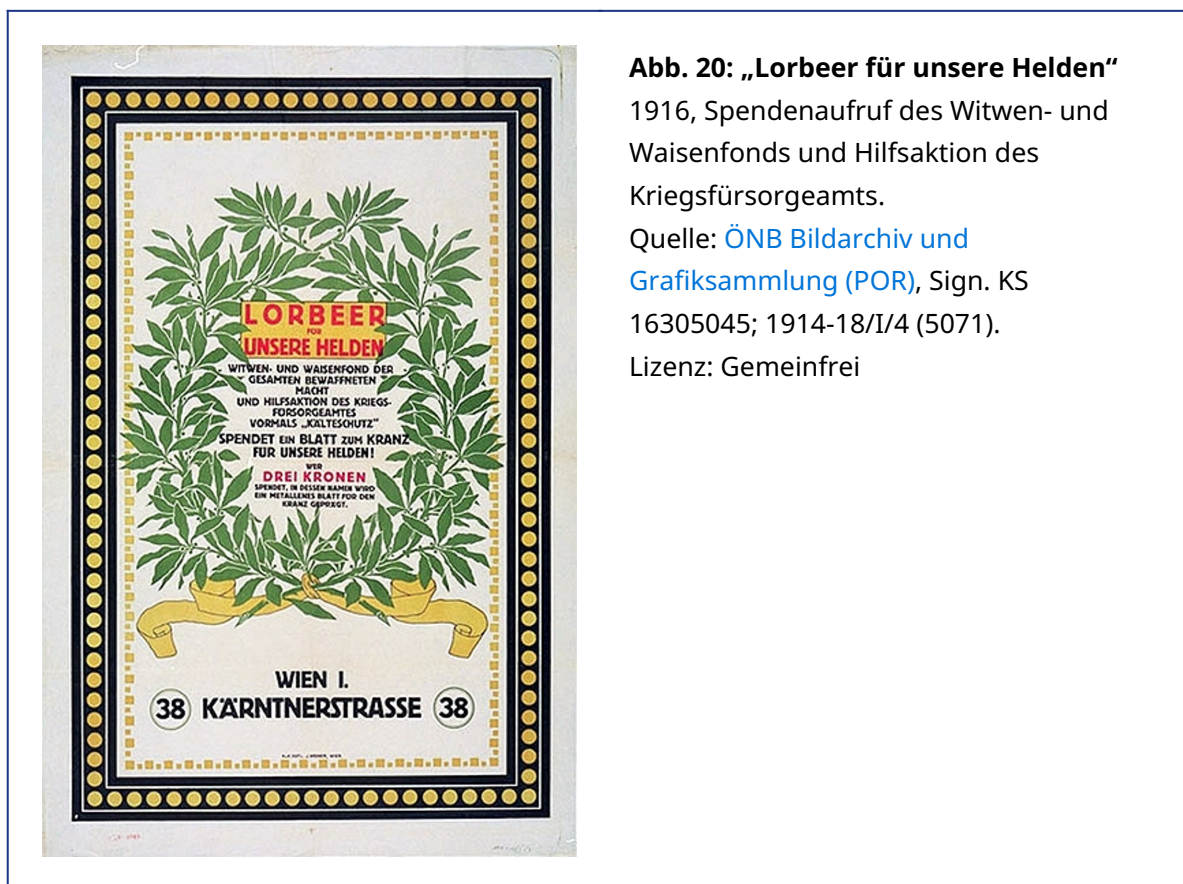 LORBEER
FÜR
UNSERE HELDEN
WITWEN- UND WAISENFOND DER
GESAMTEN BEWAFFNETEN
MACHT
UND HILFSAKTION DES KRIEGS-
FÜRSORGEAMTES
VORMALS „KÄLTESCHUTZ"
SPENDET EIN BLATT ZUM KRANZ
FÜR UNSERE HELDEN!
WER
DREI KRONEN
SPENDET, IN DESSEN NAMEN WIRD
EIN METALLENES BLATT FÜR DEN
KRANZ GEPRÄGT.
WIEN I.
38 KÄRNTNERSTRASSE 38
Abb. 20: „Lorbeer für unsere Helden“
1916, Spendenaufruf des Witwen- und
Waisenfonds und Hilfsaktion des
Kriegsfürsorgeamts.
Quelle: ÖNB Bildarchiv und
Grafiksammlung (POR), Sign. KS
16305045; 1914-18/I/4 (5071).
Lizenz: Gemeinfrei